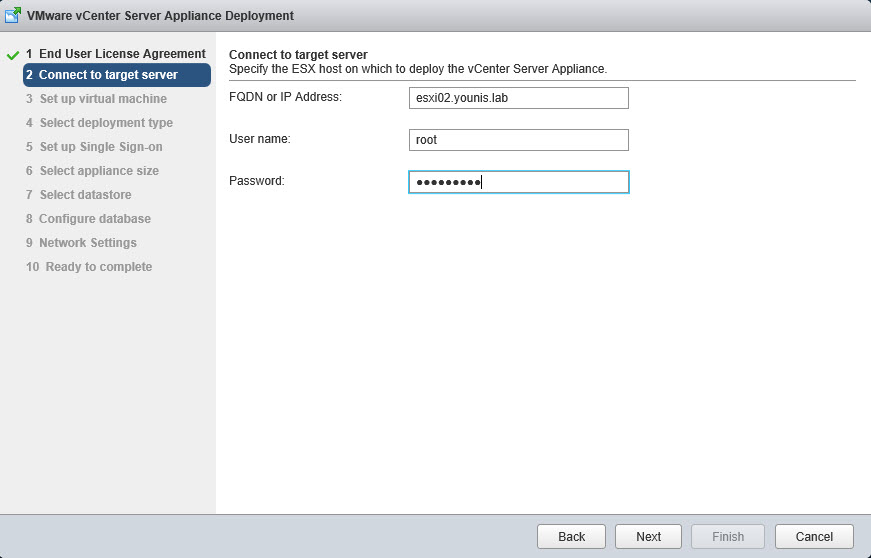 VMware vCenter Server Appliance Deployment
1 End User License Agreement
2 Connect to target server
3 Set up virtual machine
4 Select deployment type
5 Set up Single Sign-on
6 Select appliance size
7 Select datastore
8 Configure database
9 Network Settings
10 Ready to complete
Connect to target server
Specify the ESX host on which to deploy the vCenter Server Appliance.
FQDN or IP Address: esxi02.younis.lab
User name: root
Password: ●●●●●●●●●
Back Next Finish Cancel